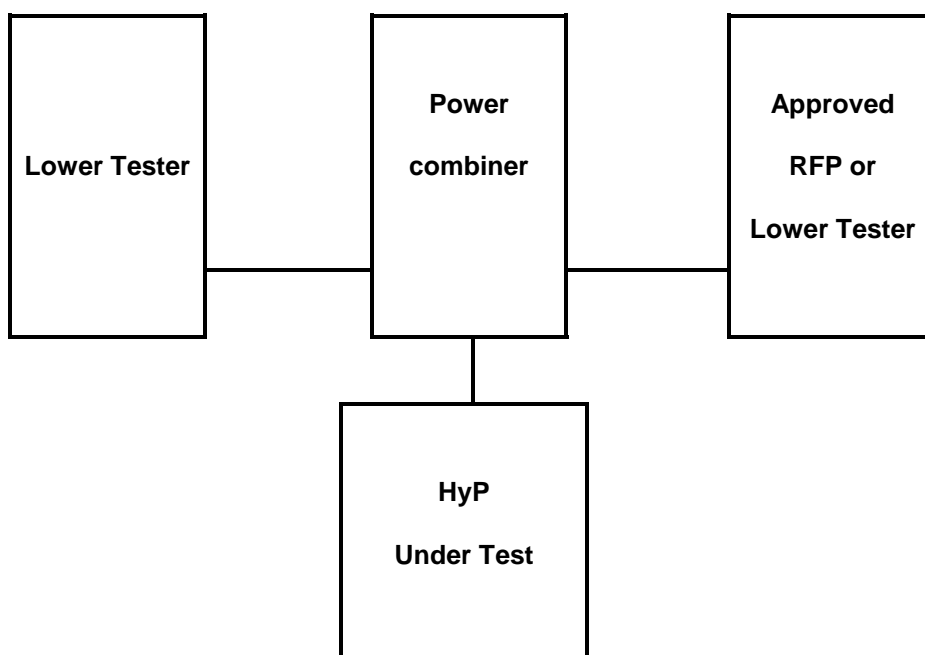 Lower Tester
Power
combiner
Approved
RFP or
Lower Tester
HyP
Under Test